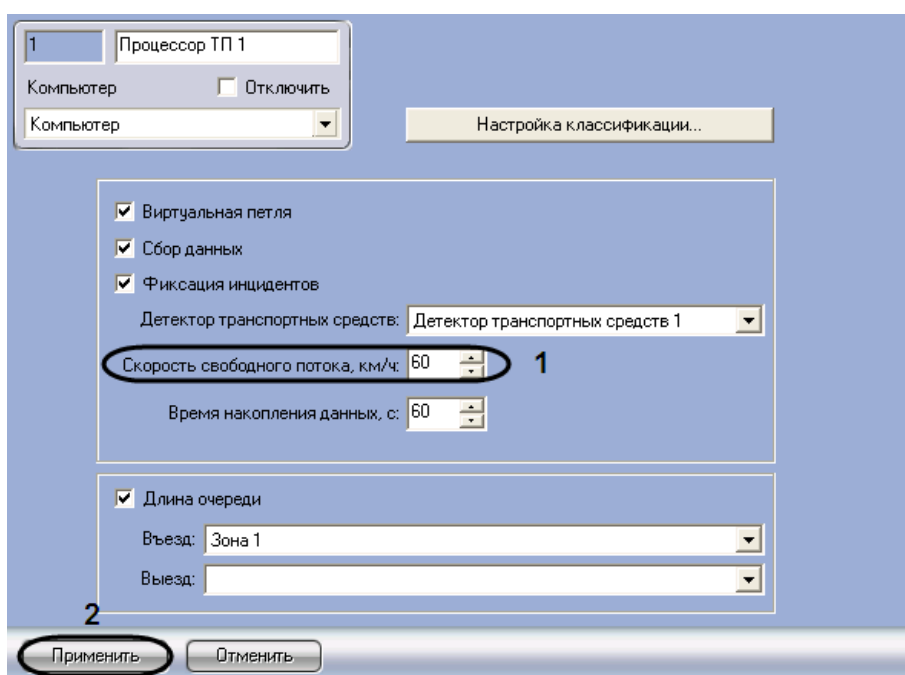 1 Процессор ТП 1
Компьютер Отключить
Компьютер
Настройка классификации...
Виртуальная петля
Сбор данных
Фиксация инцидентов
Детектор транспортных средств: Детектор транспортных средств 1
Скорость свободного потока, км/ч: 60 1
Время накопления данных, с: 60
Длина очереди
Въезд: Зона 1
Выезд:
2
Применить Отменить